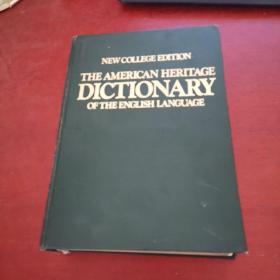 NEW COLLEGE EDITION
THE AMERICAN HERITAGE
DICTIONARY
OF THE ENGLISH LANGUAGE